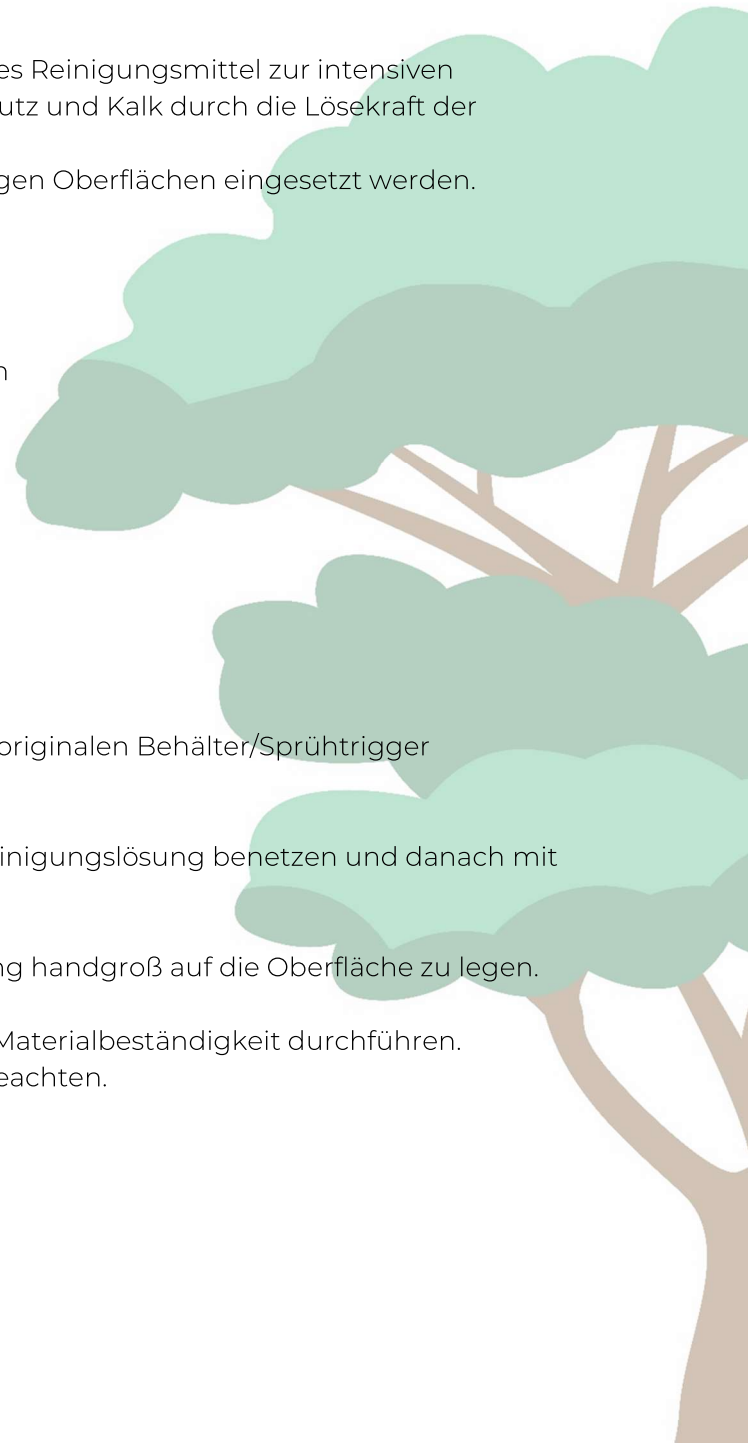 es Reinigungsmittel zur intensiven
utz und Kalk durch die Lösekraft der
gen Oberflächen eingesetzt werden.
n
originalen Behälter/Sprühtrigger
inigungslösung benetzen und danach mit
ng handgroß auf die Oberfläche zu legen.
Materialbeständigkeit durchführen.
eachten.